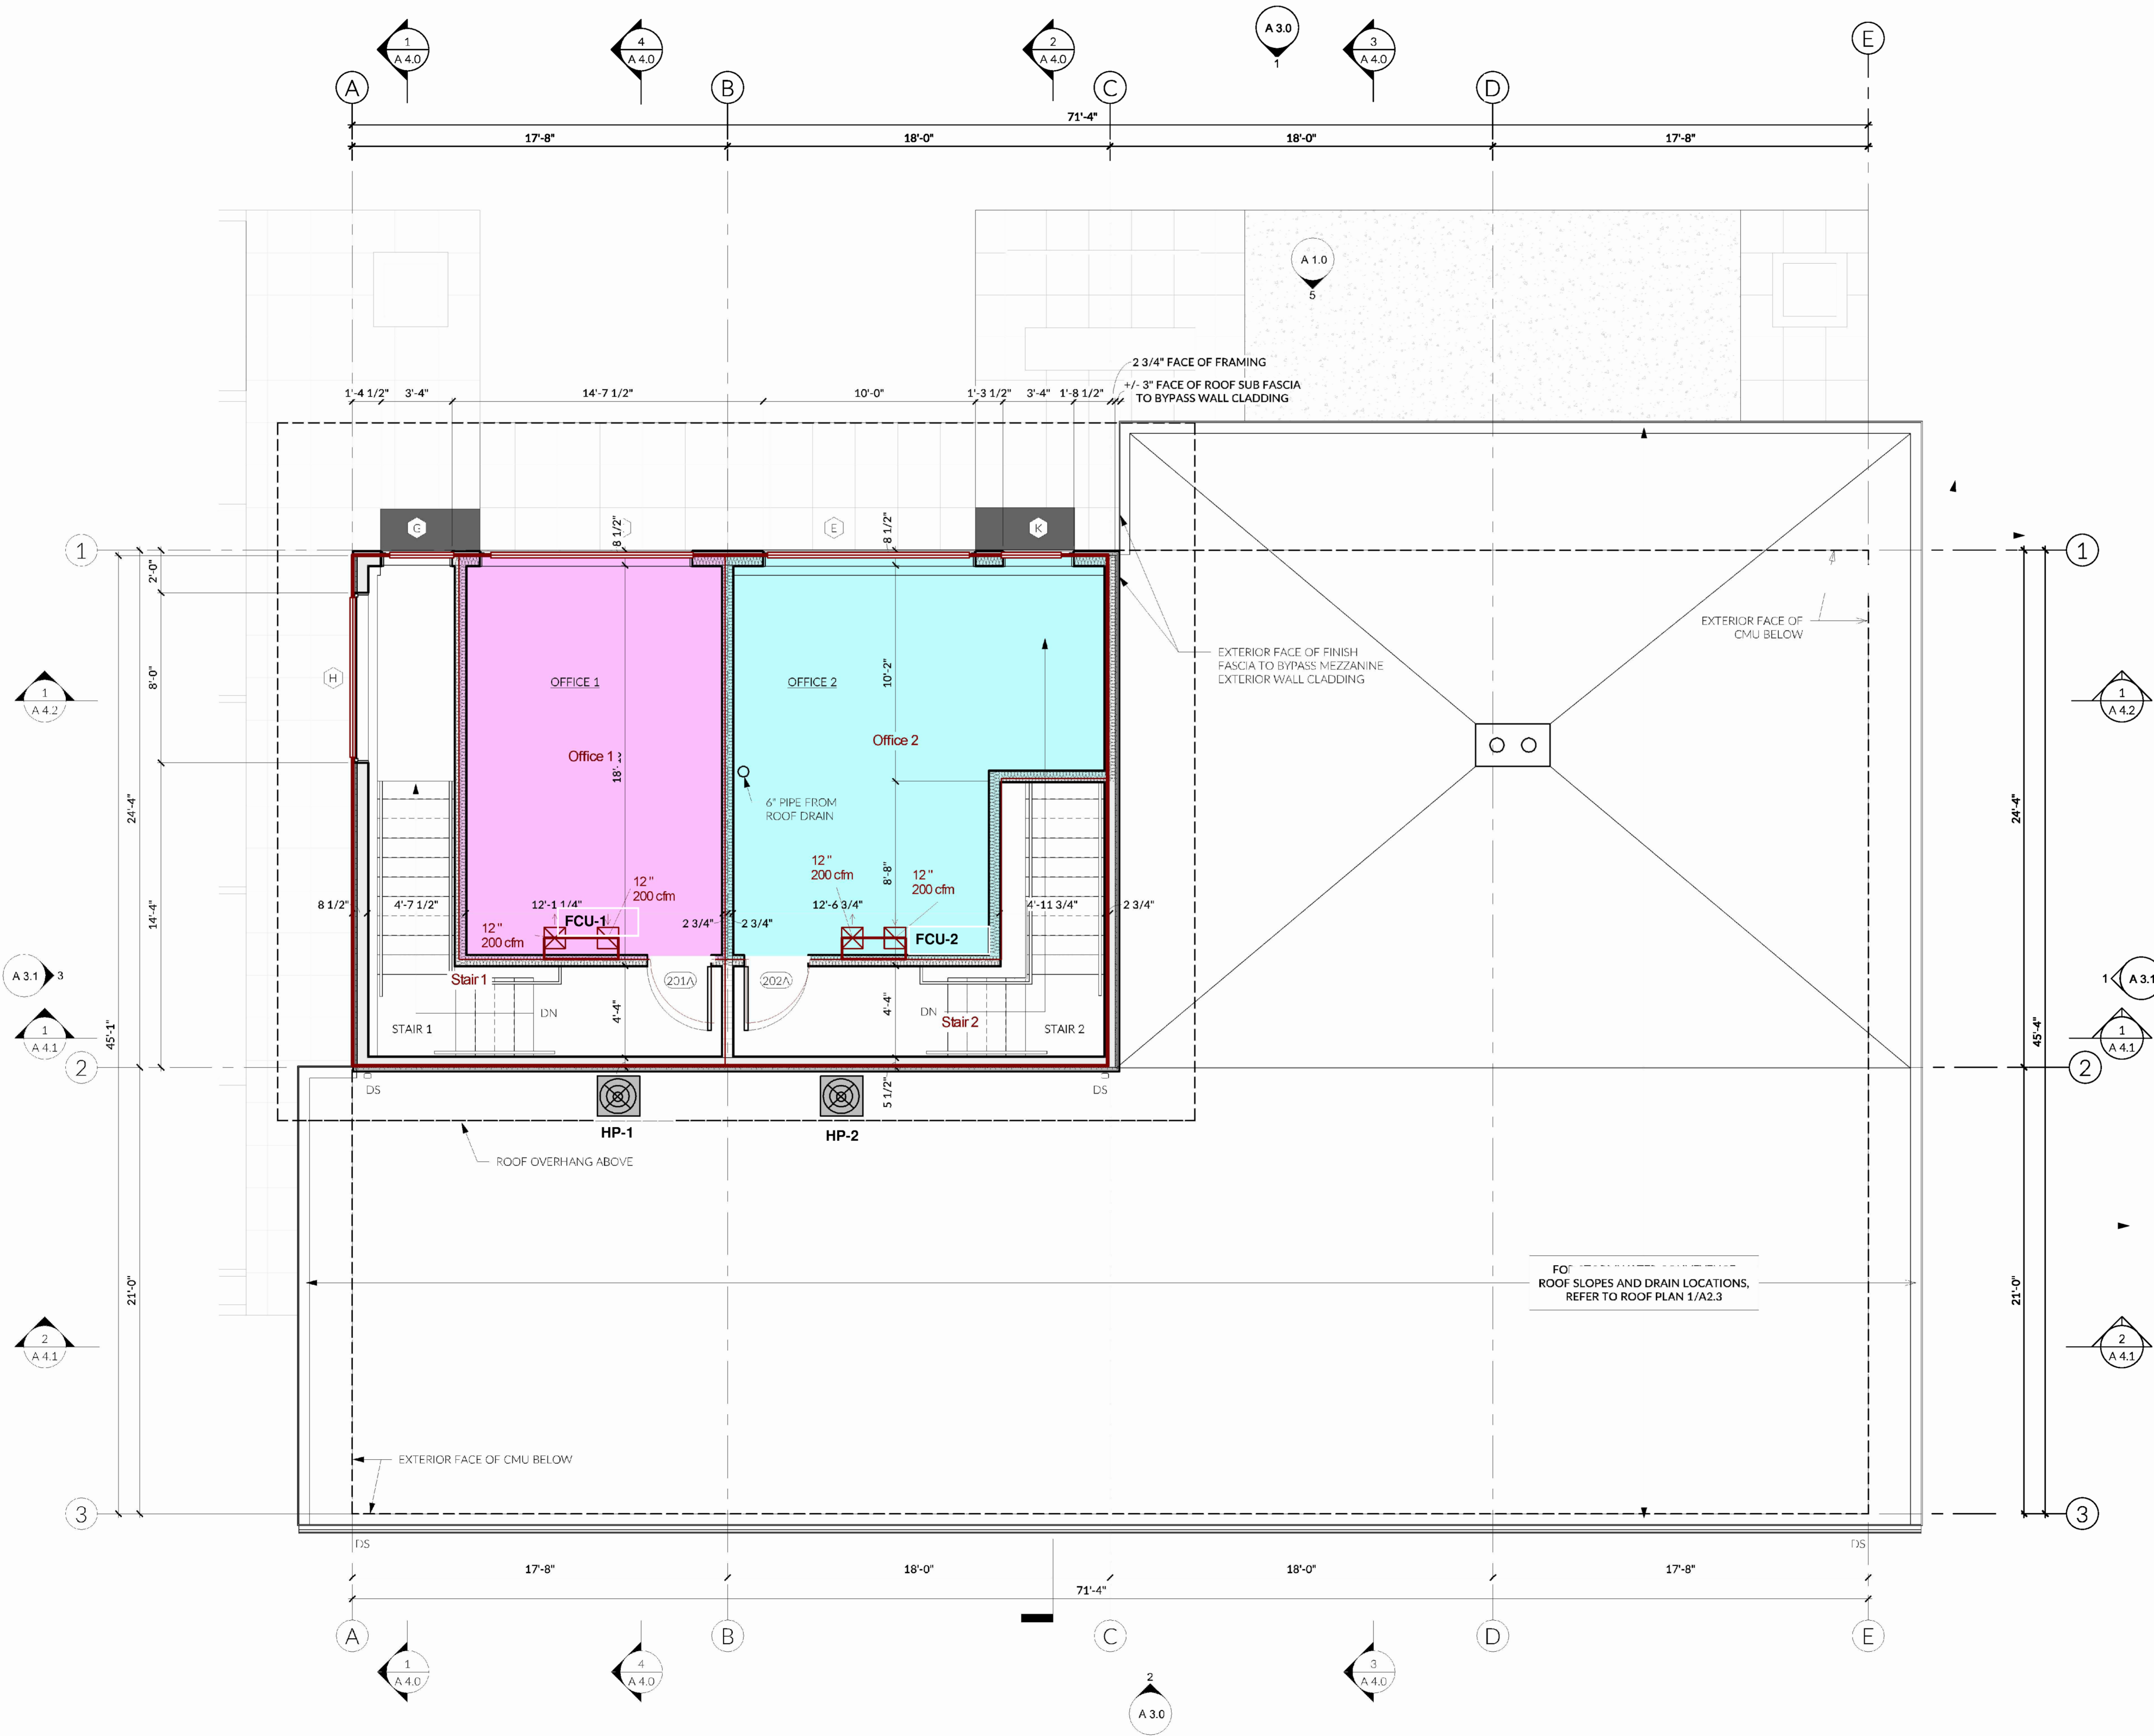 1
A 4.0
4
A 4.0
2
A 4.0
A 3.0
1
3
A 4.0
A
B
C
D
E
71'-4"
17'-8"
18'-0"
18'-0"
17'-8"
A 1.0
5
2 3/4" FACE OF FRAMING
+/- 3" FACE OF ROOF SUB FASCIA
TO BYPASS WALL CLADDING
1'-4 1/2"
3'-4"
14'-7 1/2"
10'-0"
1'-3 1/2"
3'-4"
1'-8 1/2"
G
8 1/2"
E
8 1/2"
K
1
1
2'-0"
8'-0"
24'-4"
14'-4"
45'-1"
21'-0"
EXTERIOR FACE OF
CMU BELOW
EXTERIOR FACE OF FINISH
FASCIA TO BYPASS MEZZANINE
EXTERIOR WALL CLADDING
H
OFFICE 1
OFFICE 2
10'-2"
1
A 4.2
1
A 4.2
Office 1
Office 2
6" PIPE FROM
ROOF DRAIN
24'-4"
12"
200 cfm
12"
200 cfm
8'-8"
12"
200 cfm
8 1/2"
4'-7 1/2"
12'-1 1/4"
2 3/4"
2 3/4"
12'-6 3/4"
4'-11 3/4"
2 3/4"
FCU-1
12"
200 cfm
FCU-2
A 3.1
3
Stair 1
201A
202A
1
A 3.1
DN
4'-4"
4'-4"
DN
Stair 2
STAIR 1
STAIR 2
1
A 4.1
1
A 4.1
45'-4"
2
2
DS
5 1/2"
DS
HP-1
HP-2
ROOF OVERHANG ABOVE
21'-0"
ROOF SLOPES AND DRAIN LOCATIONS,
REFER TO ROOF PLAN 1/A2.3
2
A 4.1
2
A 4.1
EXTERIOR FACE OF CMU BELOW
3
3
DS
DS
17'-8"
18'-0"
18'-0"
17'-8"
71'-4"
A
B
C
D
E
1
A 4.0
4
A 4.0
3
A 4.0
2
A 3.0